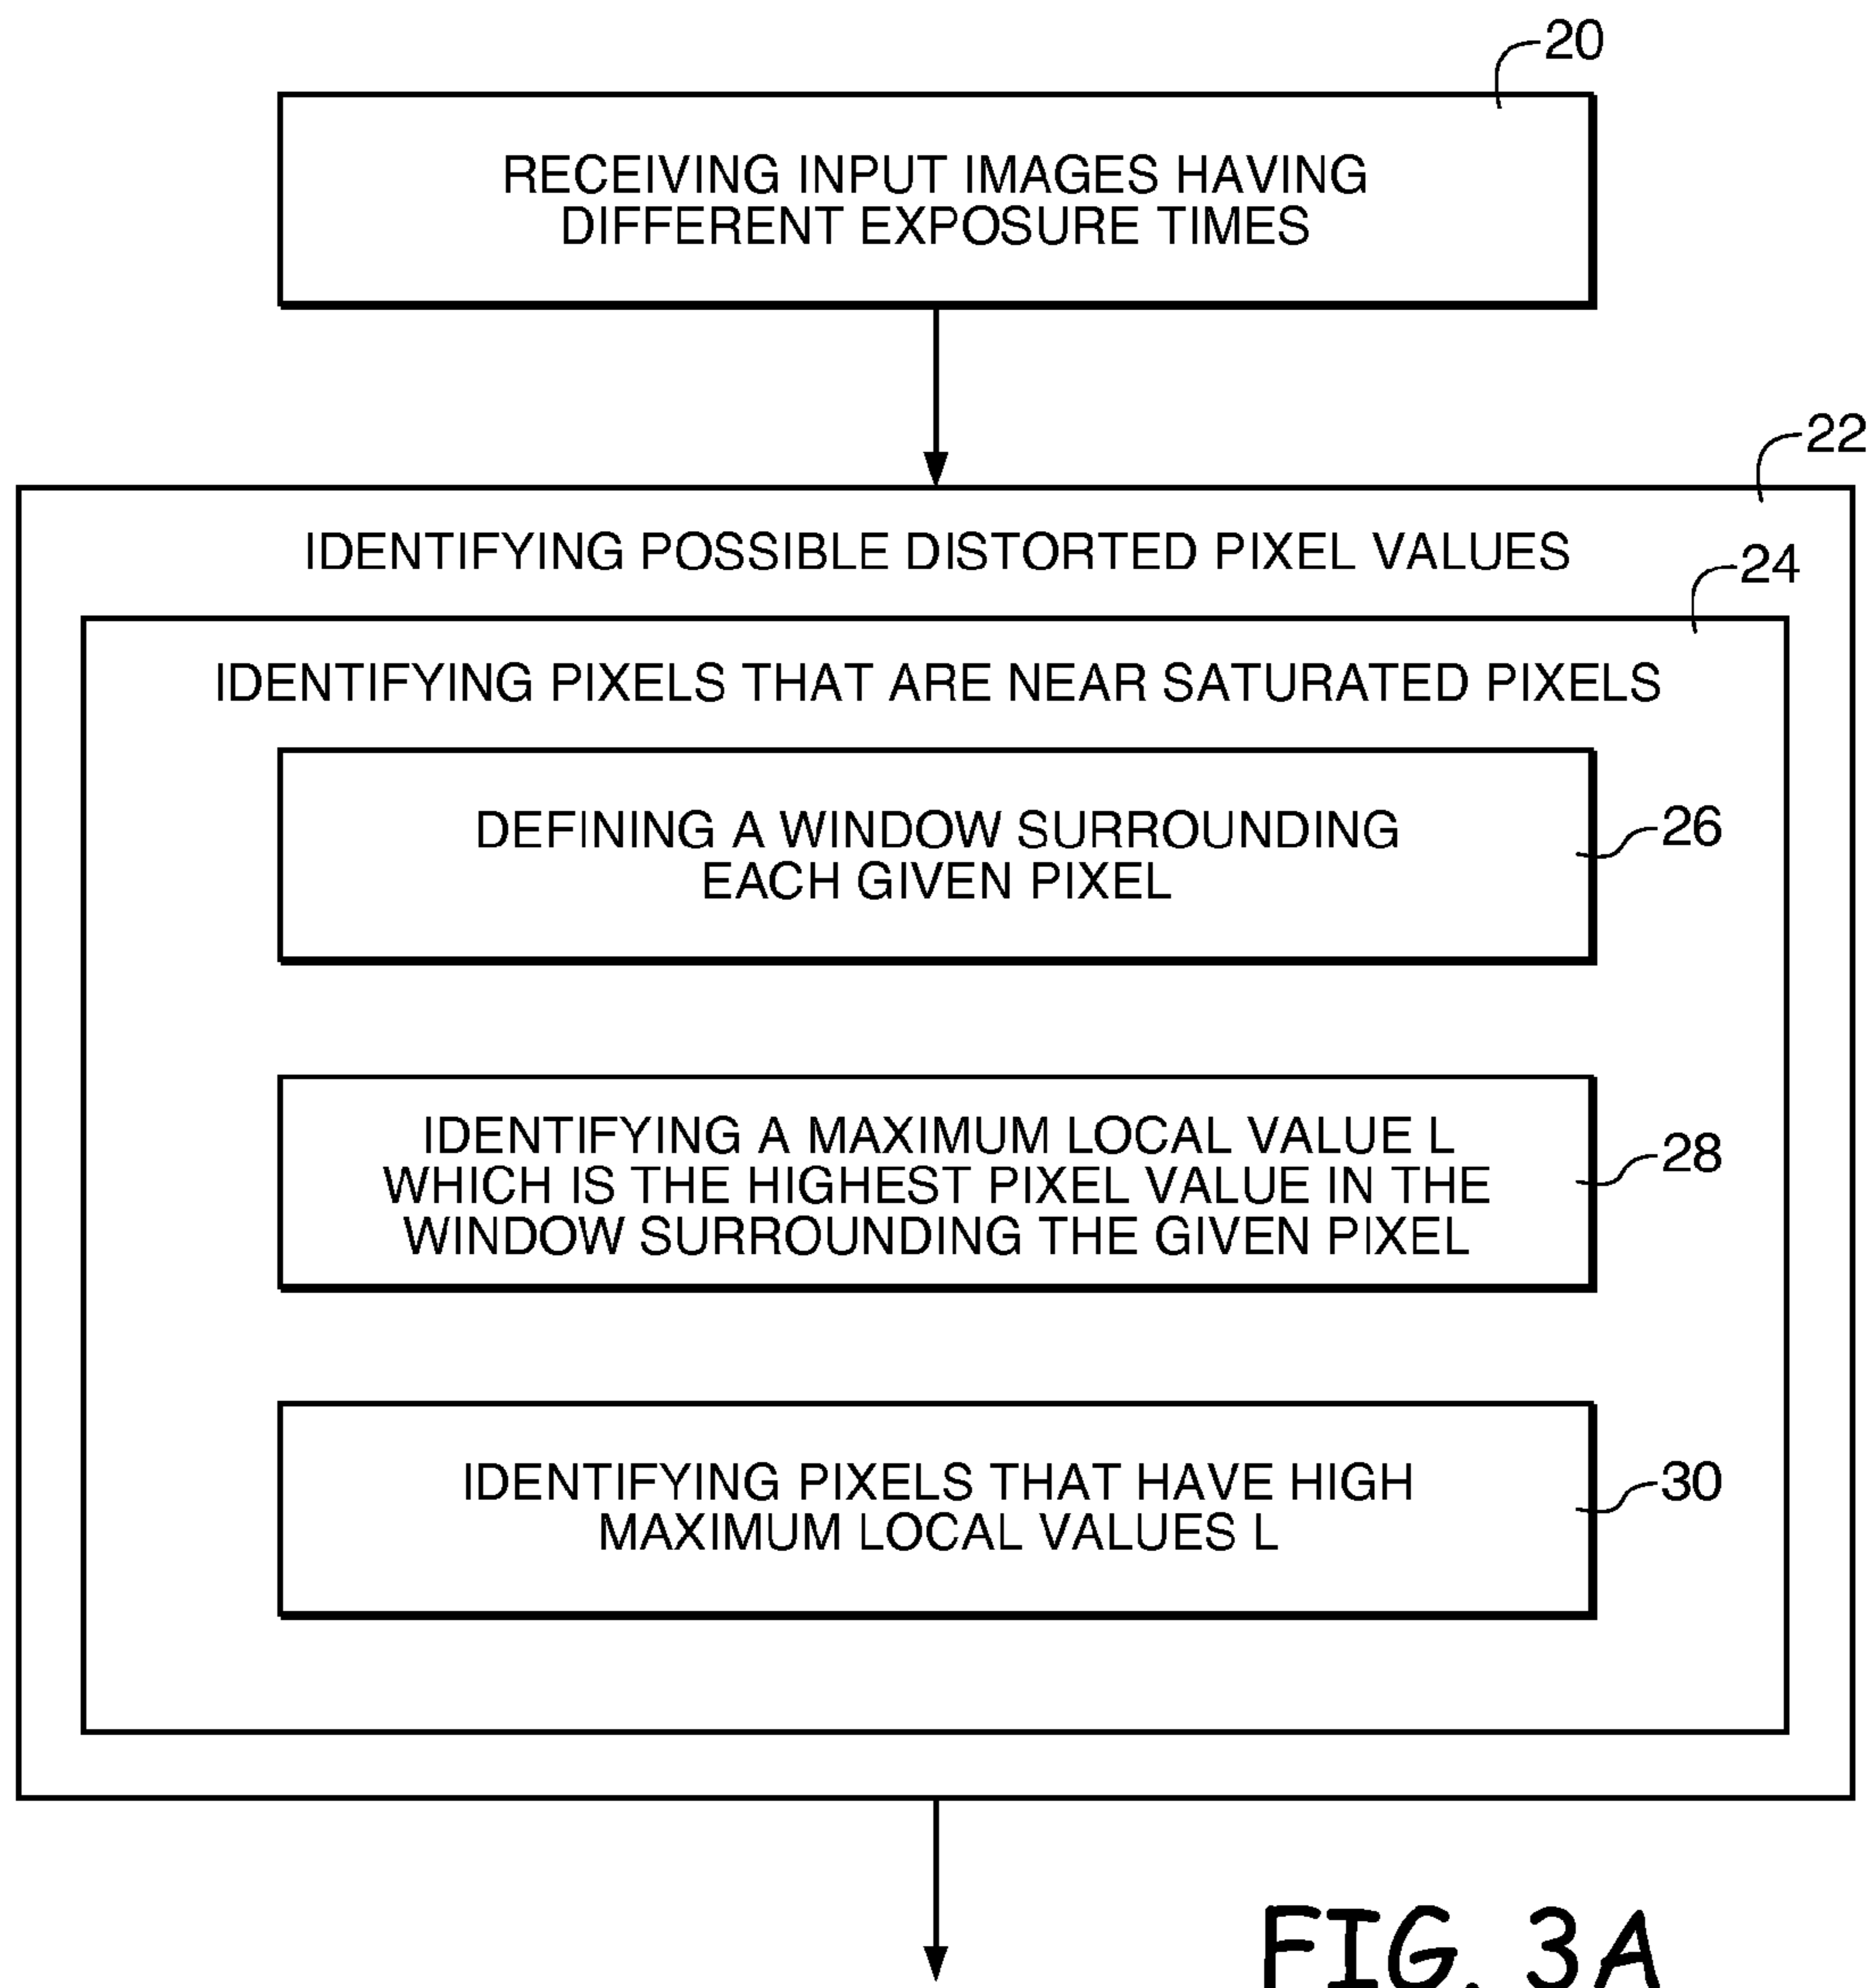 20
RECEIVING INPUT IMAGES HAVING
DIFFERENT EXPOSURE TIMES
22
IDENTIFYING POSSIBLE DISTORTED PIXEL VALUES
24
IDENTIFYING PIXELS THAT ARE NEAR SATURATED PIXELS
DEFINING A WINDOW SURROUNDING
EACH GIVEN PIXEL
26
IDENTIFYING A MAXIMUM LOCAL VALUE L
WHICH IS THE HIGHEST PIXEL VALUE IN THE
WINDOW SURROUNDING THE GIVEN PIXEL
28
IDENTIFYING PIXELS THAT HAVE HIGH
MAXIMUM LOCAL VALUES L
30
FIG. 3A